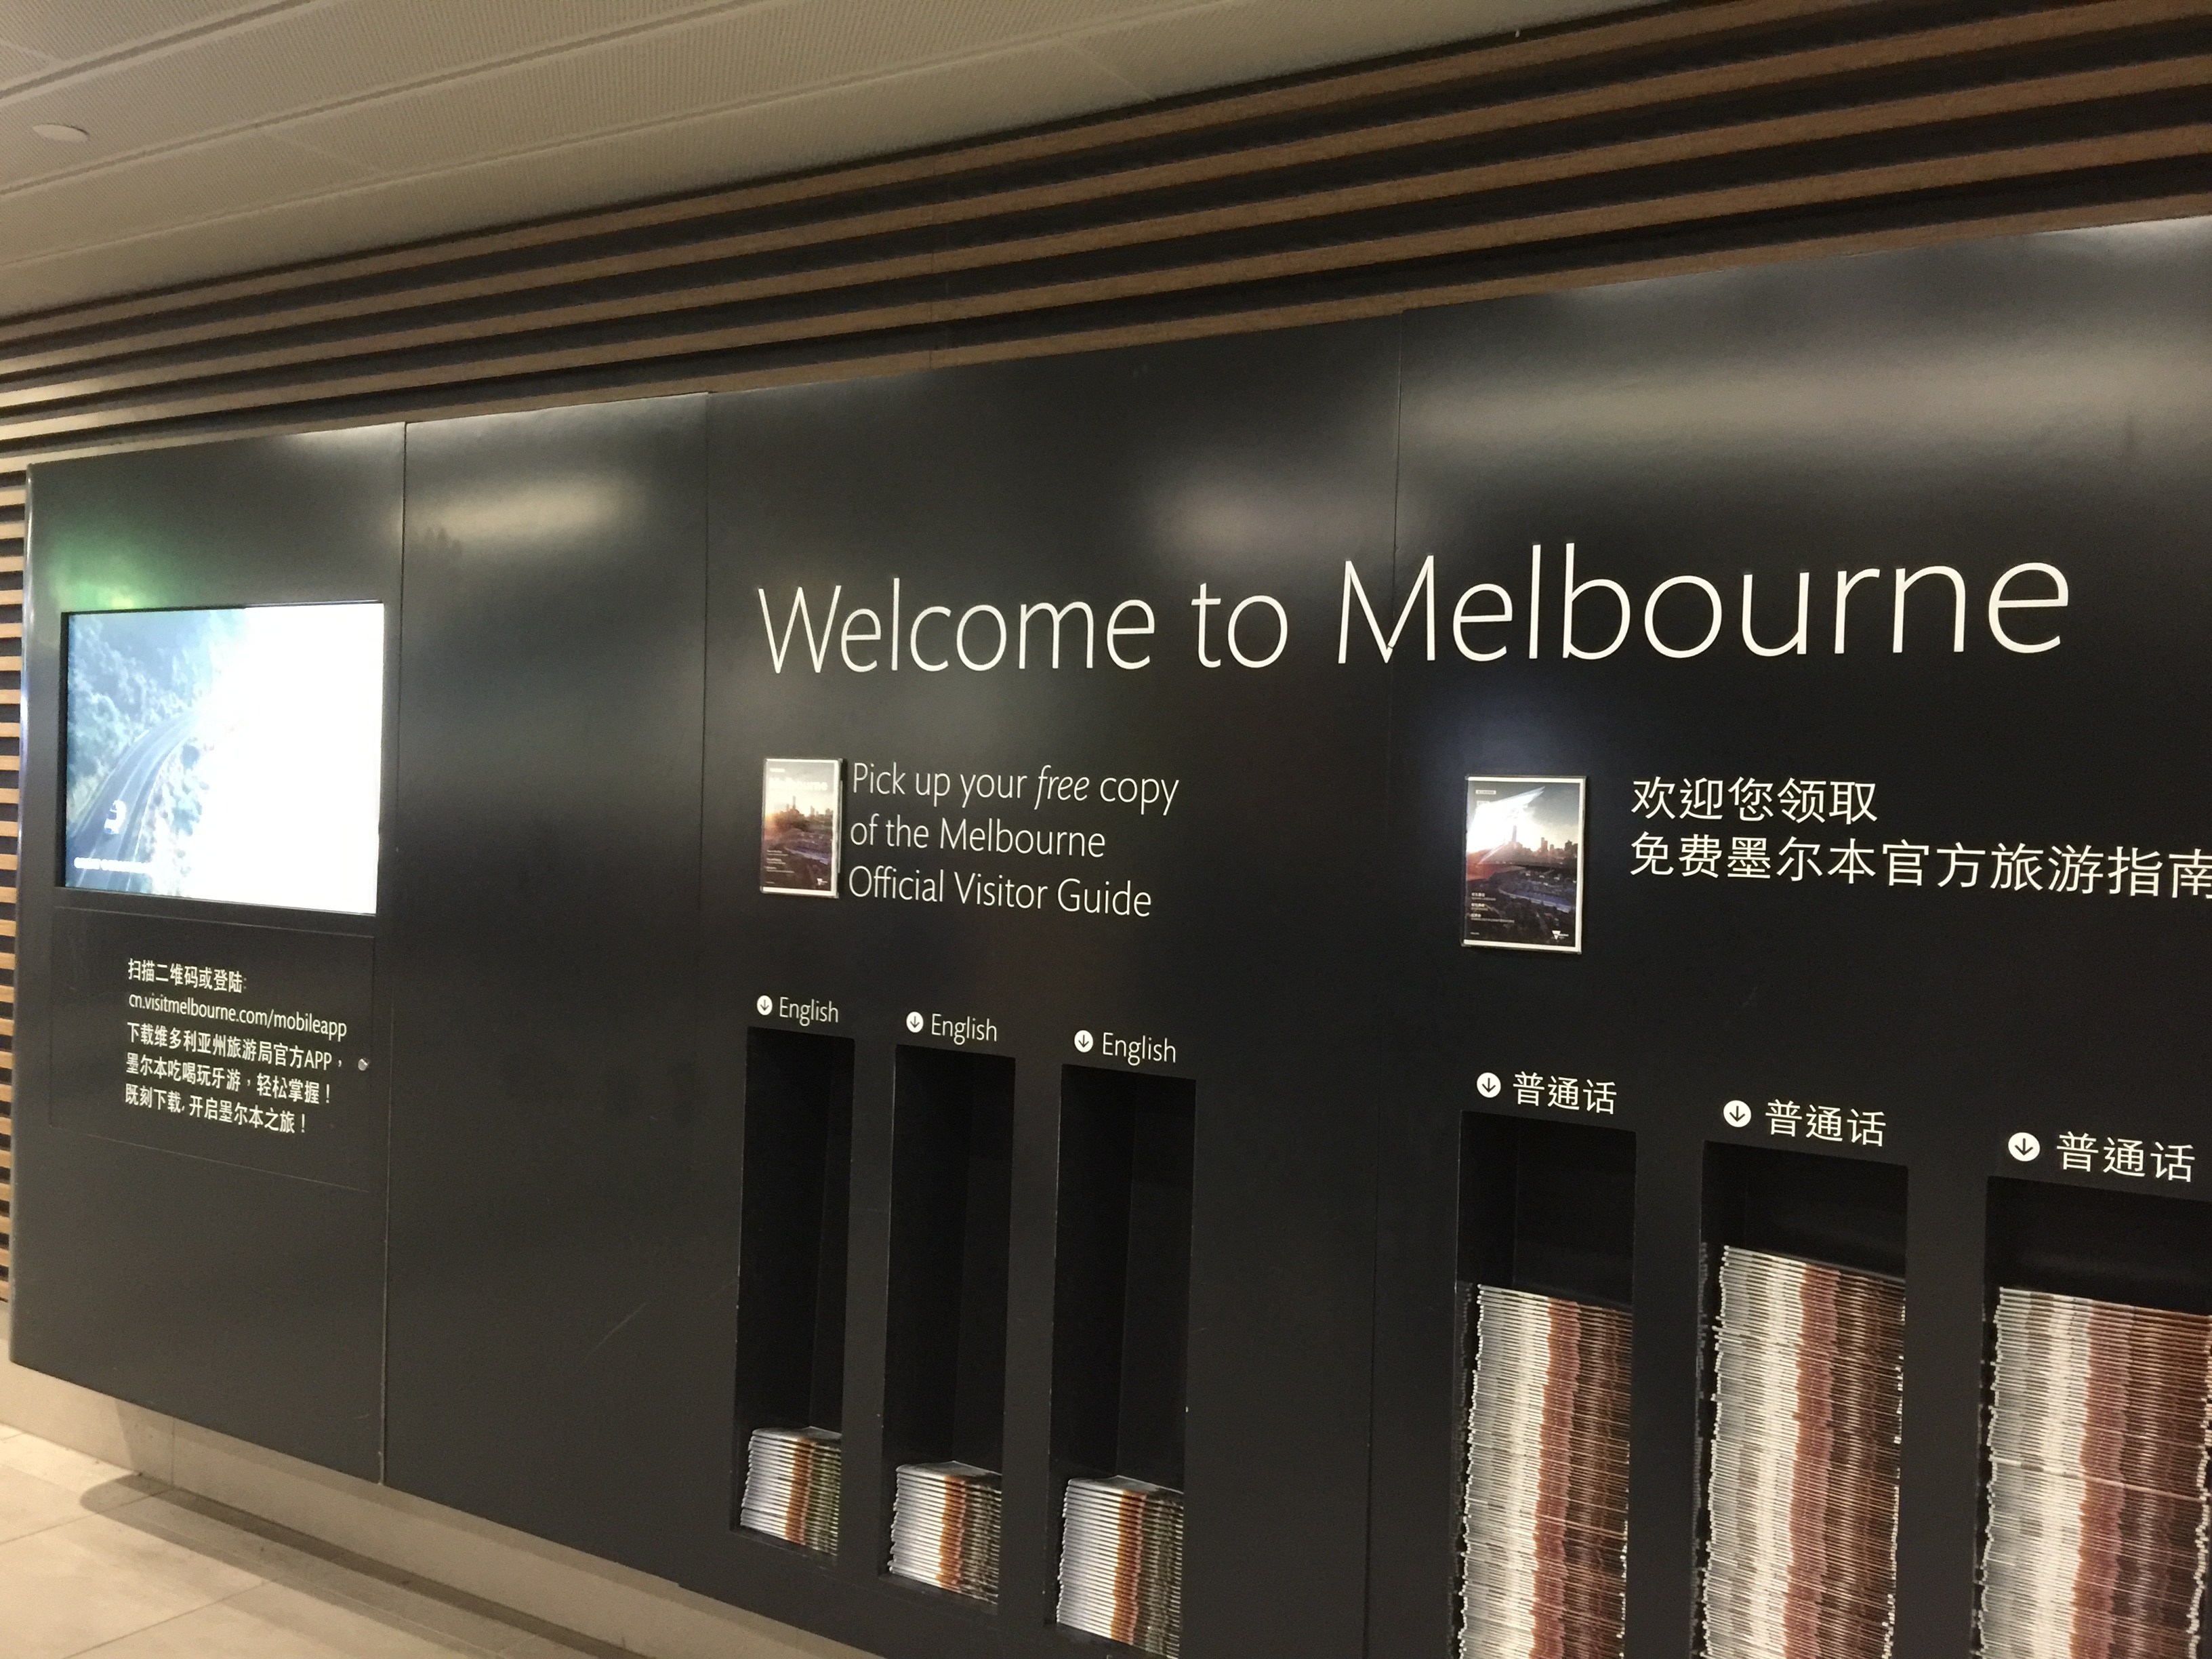 Welcome to Melbourne
Pick up your free copy
of the Melbourne
Official Visitor Guide
欢迎您领取
免费墨尔本官方旅游指南
English
English
English
普通话
普通话
普通话
扫描二维码或登陆:
cn.visitmelbourne.com/mobileapp
下载维多利亚州旅游局官方APP，
墨尔本吃喝玩乐游，轻松掌握！
既刻下载, 开启墨尔本之旅！